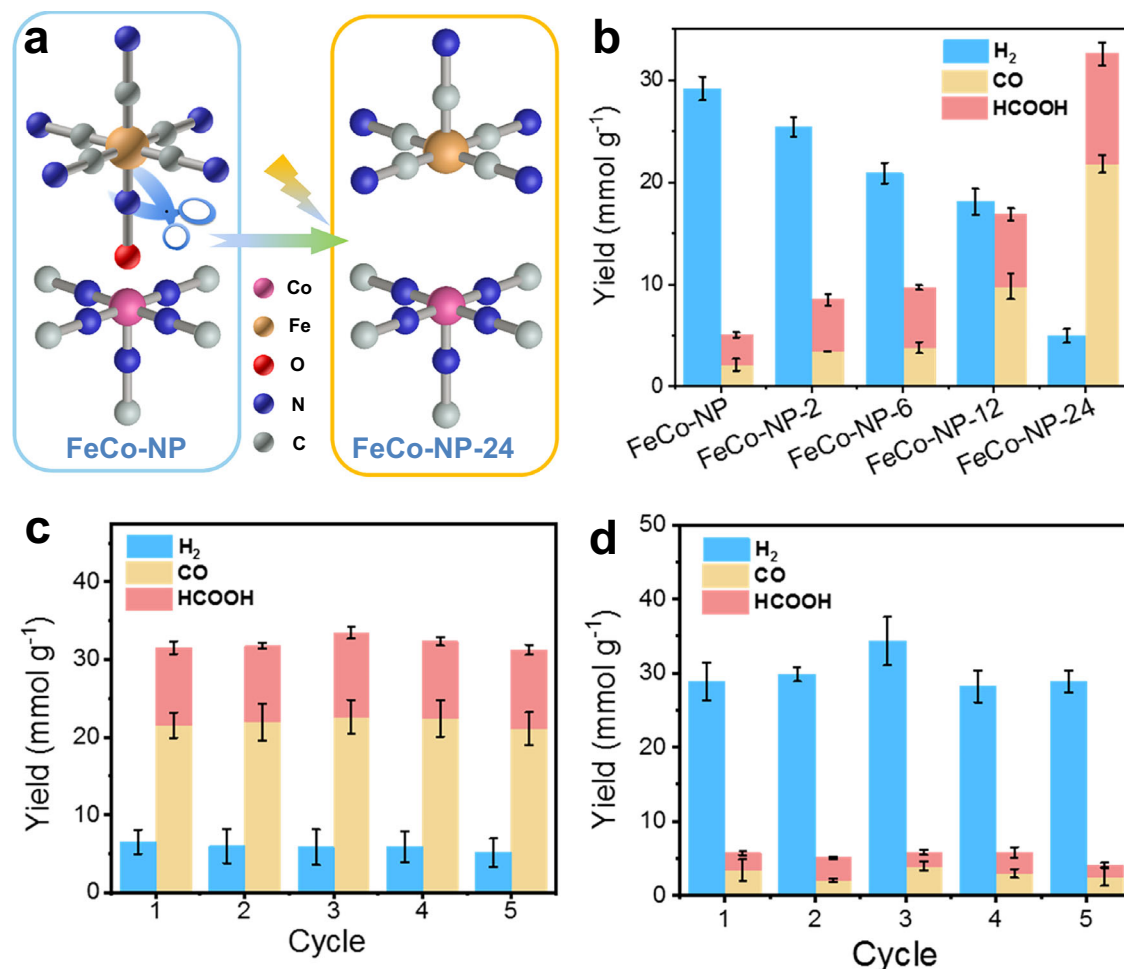 a
Co
Fe
O
N
C
FeCo-NP
FeCo-NP-24
b
H₂
CO
HCOOH
Yield (mmol g⁻¹)
30
20
10
0
FeCo-NP
FeCo-NP-2
FeCo-NP-6
FeCo-NP-12
FeCo-NP-24
c
H₂
CO
HCOOH
Yield (mmol g⁻¹)
40
30
20
10
0
1 2 3 4 5
Cycle
d
H₂
CO
HCOOH
Yield (mmol g⁻¹)
50
40
30
20
10
0
1 2 3 4 5
Cycle